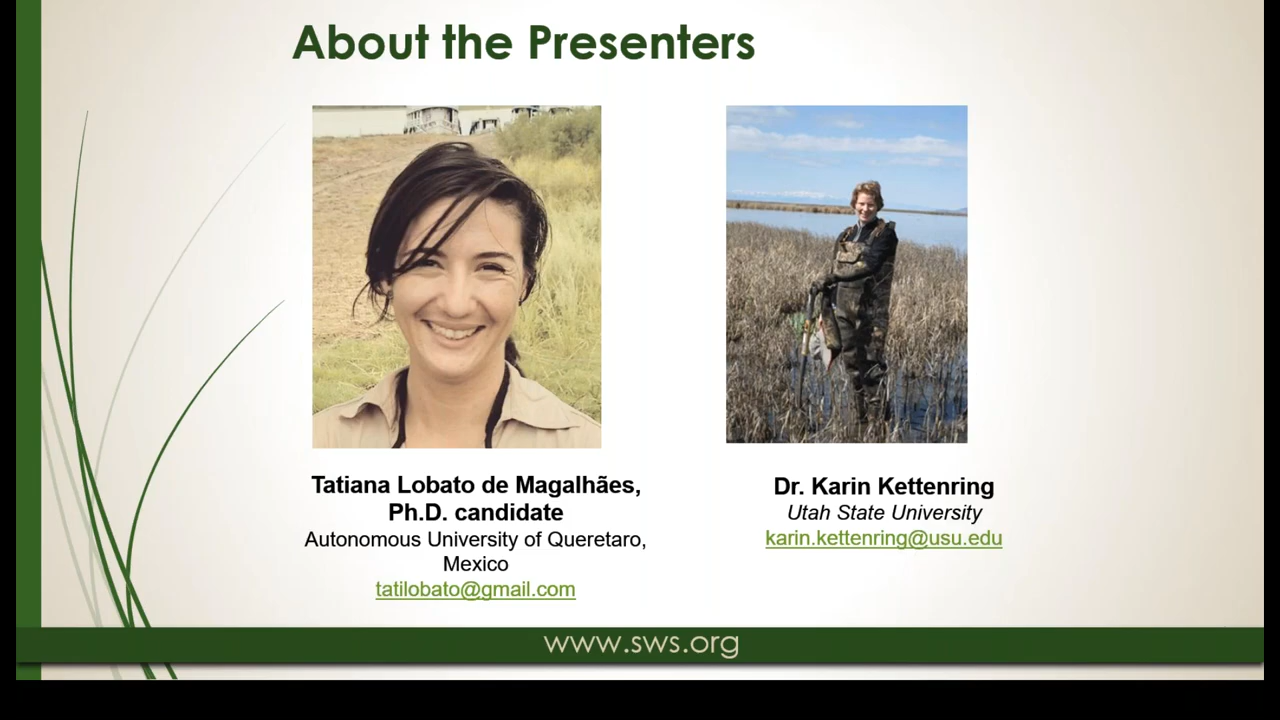 About the Presenters
Tatiana Lobato de Magalhães,
Ph.D. candidate
Autonomous University of Queretaro,
Mexico
tatilobato@gmail.com
Dr. Karin Kettenring
Utah State University
karin.kettenring@usu.edu
www.sws.org